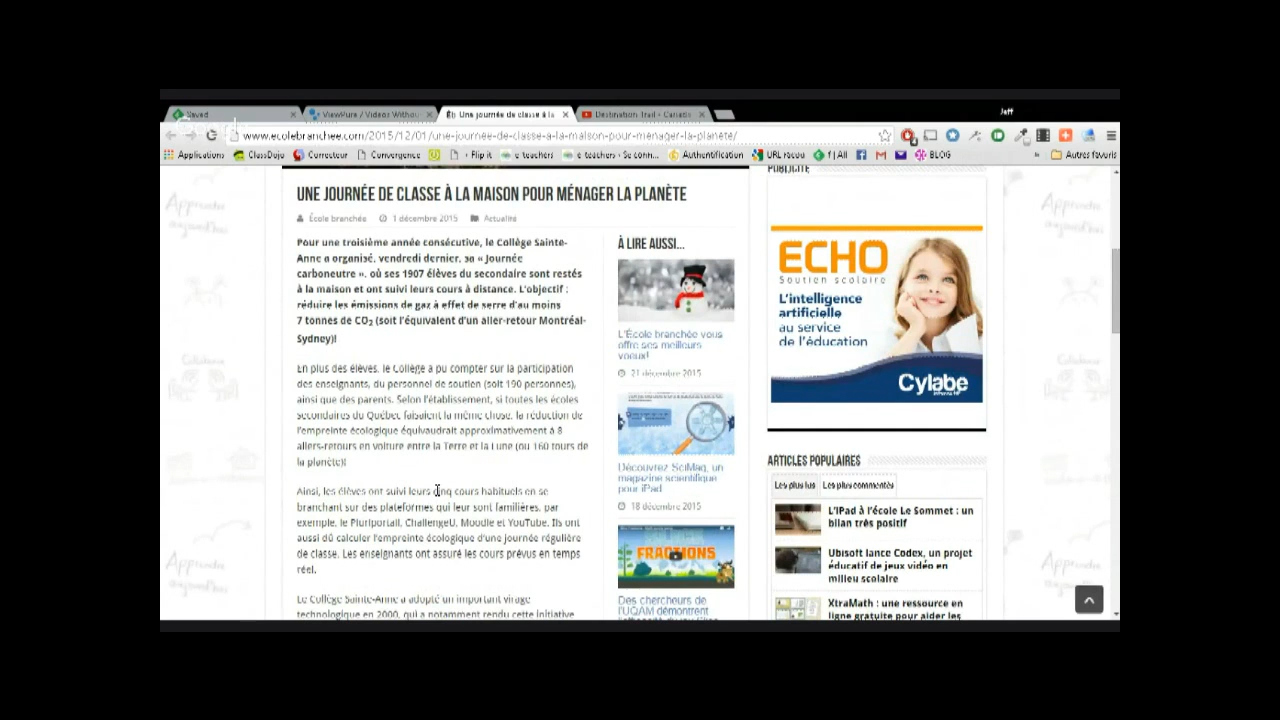 Saved
ViewPure / Videos Withou
Une journée de classe à la
Destination Trail - Canada
Jeff
www.ecolebranchee.com/2015/12/01/une-journee-de-classe-a-la-maison-pour-menager-la-planete/
Applications
ClassDojo
Correcteur
Convergence
Flip it
e teachers
e teachers - Se conn...
Authentification
URL racou
f | All
BLOG
Autres favoris
UNE JOURNÉE DE CLASSE À LA MAISON POUR MÉNAGER LA PLANÈTE
École branchée
1 décembre 2015
Actualité
Pour une troisième année consécutive, le Collège Sainte-
Anne a organisé, vendredi dernier, sa « Journée
carboneutre », où ses 1907 élèves du secondaire sont restés
à la maison et ont suivi leurs cours à distance. L'objectif :
réduire les émissions de gaz à effet de serre d'au moins
7 tonnes de CO2 (soit l'équivalent d'un aller-retour Montréal-
Sydney)!
En plus des élèves, le Collège a pu compter sur la participation
des enseignants, du personnel de soutien (soit 190 personnes),
ainsi que des parents. Selon l'établissement, si toutes les écoles
secondaires du Québec faisaient la même chose, la réduction de
l'empreinte écologique équivaudrait approximativement à 8
allers-retours en voiture entre la Terre et la Lune (ou 160 tours de
la planète)!
Ainsi, les élèves ont suivi leurs cinq cours habituels en se
branchant sur des plateformes qui leur sont familières, par
exemple, le Pluriportail, ChallengeU, Moodle et YouTube. Ils ont
aussi dû calculer l'empreinte écologique d'une journée régulière
de classe. Les enseignants ont assuré les cours prévus en temps
réel.
Le Collège Sainte-Anne a adopté un important virage
technologique en 2000, qui a notamment rendu cette initiative
À LIRE AUSSI...
L'École branchée vous
offre ses meilleurs
voeux!
21 décembre 2015
Découvrez SciMag, un
magazine scientifique
pour iPad
18 décembre 2015
FRACTIONS
Des chercheurs de
l'UQAM démontrent
PUBLICITÉ
ECHO
Soutien scolaire
L'intelligence
artificielle
au service
de l'éducation
Cylabe
ARTICLES POPULAIRES
Les plus lus
Les plus commentés
L'iPad à l'école Le Sommet : un
bilan très positif
Ubisoft lance Codex, un projet
éducatif de jeux vidéo en
milieu scolaire
XtraMath : une ressource en
ligne gratuite pour aider les